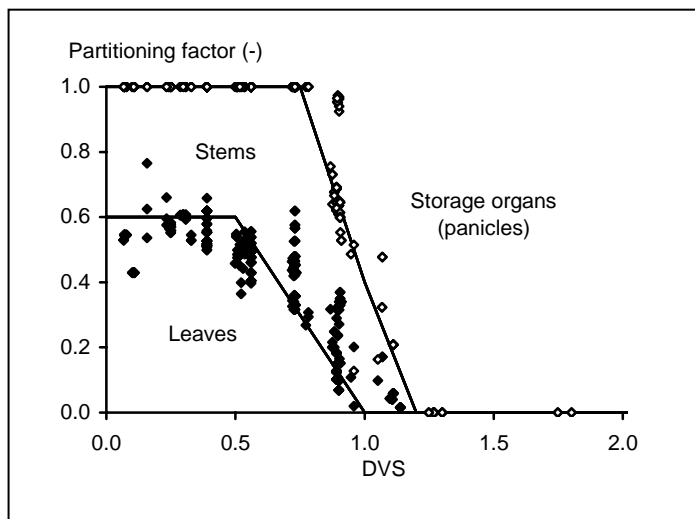 Partitioning factor (-)
1.0
Stems
0.8
Storage organs
(panicles)
0.6
0.4
Leaves
0.2
0.0
0.0 0.5 1.0 1.5 2.0
DVS